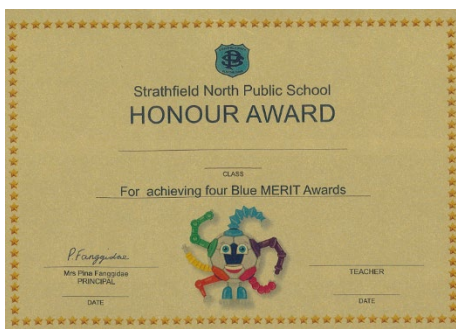 Strathfield North Public School
HONOUR AWARD
CLASS
For achieving four Blue MERIT Awards
P.Fanggidae
Mrs Pina Fanggidae
PRINCIPAL
TEACHER
DATE
DATE